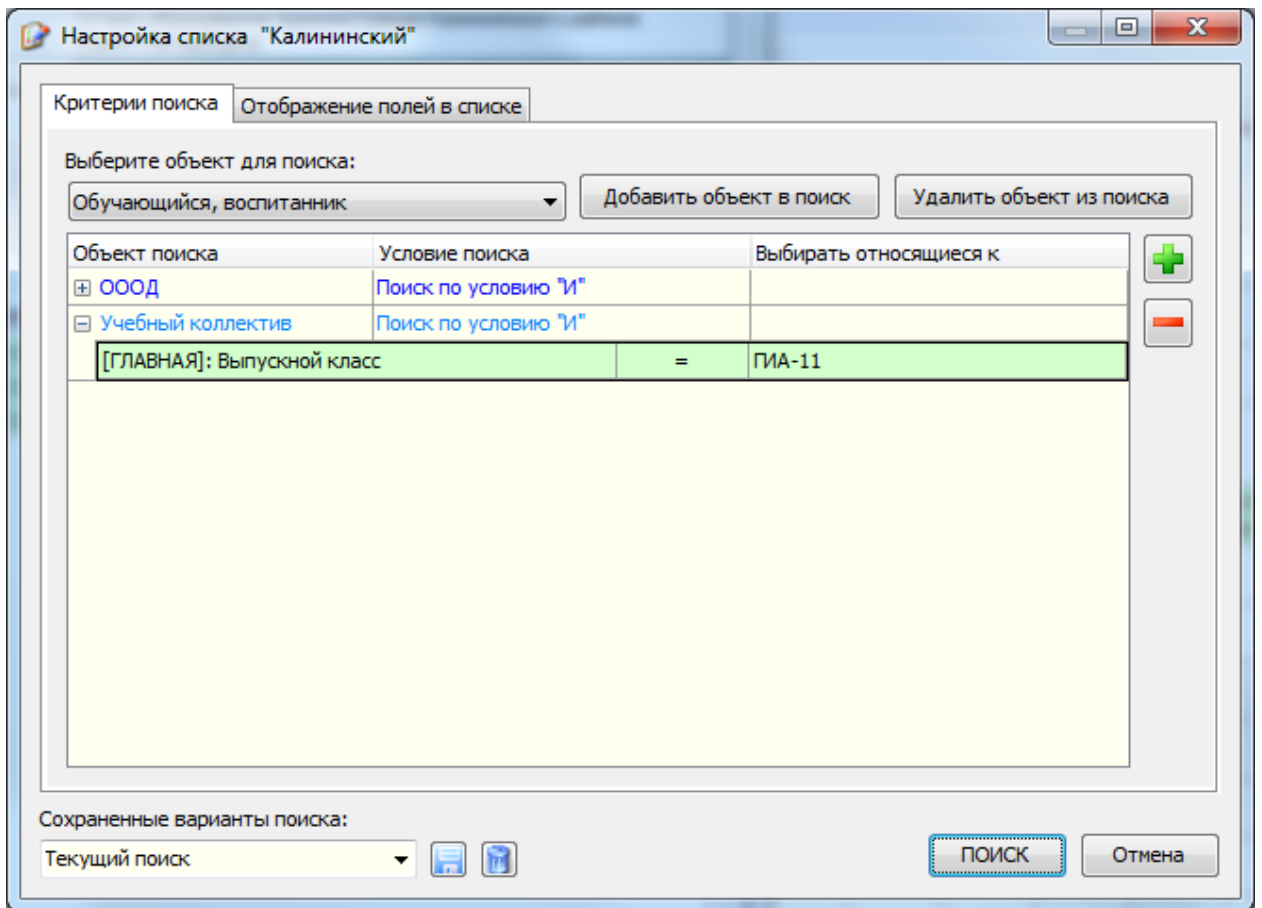 Настройка списка "Калининский"
Критерии поиска Отображение полей в списке
Выберите объект для поиска:
Обучающийся, воспитанник Добавить объект в поиск Удалить объект из поиска
Объект поиска Условие поиска Выбирать относящиеся к
ОООД Поиск по условию "И"
Учебный коллектив Поиск по условию "И"
[ГЛАВНАЯ]: Выпускной класс = ГИА-11
Сохраненные варианты поиска:
Текущий поиск ПОИСК Отмена